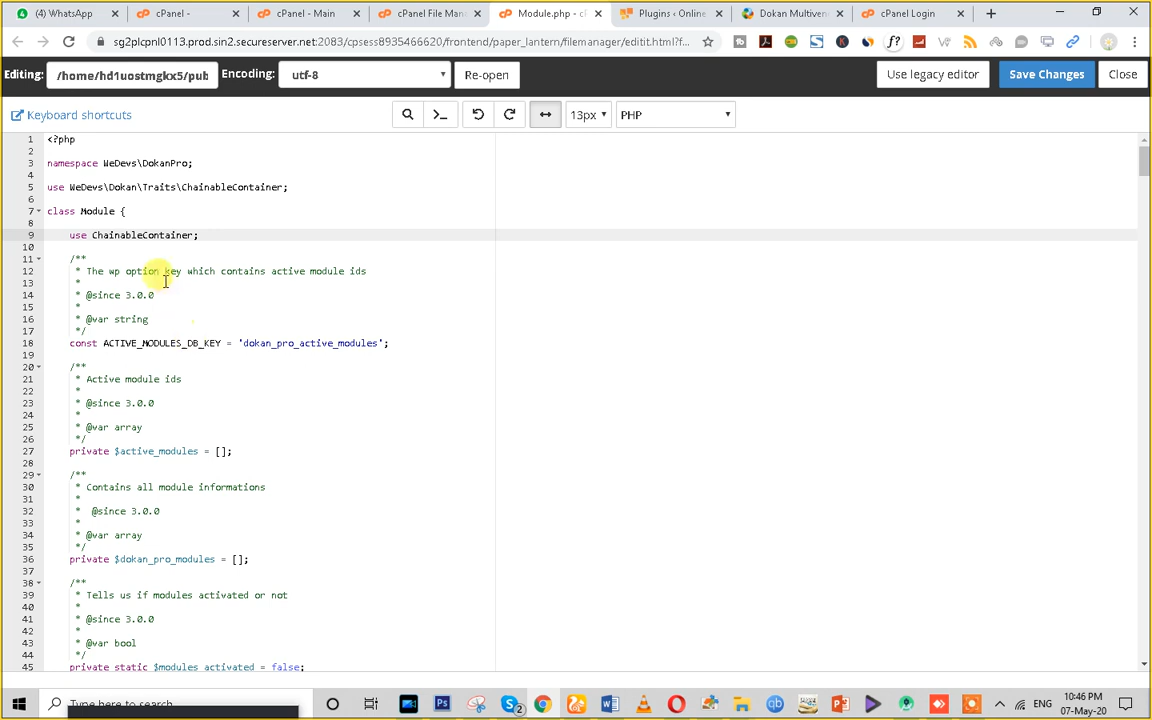 (4) WhatsApp
cPanel -
cPanel - Main
cPanel File Man
Module.php - c
Plugins ‹ Online
Dokan Multiven
cPanel Login
sg2plcpnl0113.prod.sin2.secureserver.net:2083/cpsess8935466620/frontend/paper_lantern/filemanager/editit.html?f...
Editing:
/home/hd1uostmgkx5/pub
Encoding:
utf-8
Re-open
Use legacy editor
Save Changes
Close
Keyboard shortcuts
13px
PHP
1 <?php
2
3 namespace WeDevs\DokanPro;
4
5 use WeDevs\Dokan\Traits\ChainableContainer;
6
7 class Module {
8
9 use ChainableContainer;
10
11 /**
12 * The wp option key which contains active module ids
13 *
14 * @since 3.0.0
15 *
16 * @var string
17 */
18 const ACTIVE_MODULES_DB_KEY = 'dokan_pro_active_modules';
19
20 /**
21 * Active module ids
22 *
23 * @since 3.0.0
24 *
25 * @var array
26 */
27 private $active_modules = [];
28
29 /**
30 * Contains all module informations
31 *
32 * @since 3.0.0
33 *
34 * @var array
35 */
36 private $dokan_pro_modules = [];
37
38 /**
39 * Tells us if modules activated or not
40 *
41 * @since 3.0.0
42 *
43 * @var bool
44 */
45 private static $modules_activated = false;
Type here to search
ENG
10:46 PM
07-May-20